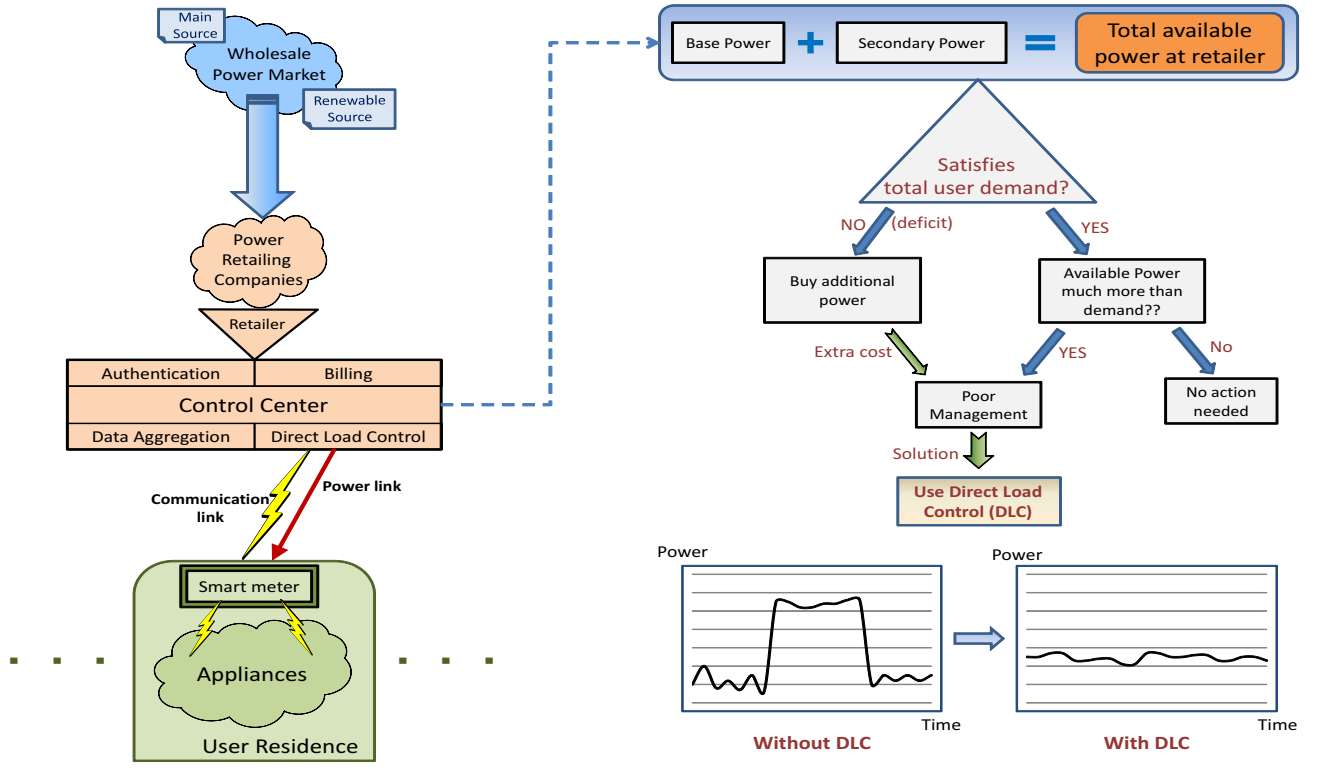 Main
Source
Wholesale
Power Market
Renewable
Source
Power
Retailing
Companies
Retailer
Authentication
Billing
Control Center
Data Aggregation
Direct Load Control
Communication
link
Power link
Smart meter
Appliances
User Residence
Base Power
+
Secondary Power
=
Total available
power at retailer
Satisfies
total user demand?
NO (deficit)
YES
Buy additional
power
Available Power
much more than
demand??
Extra cost
YES
No
Poor
Management
No action
needed
Solution
Use Direct Load
Control (DLC)
Power
Time
Without DLC
Power
Time
With DLC